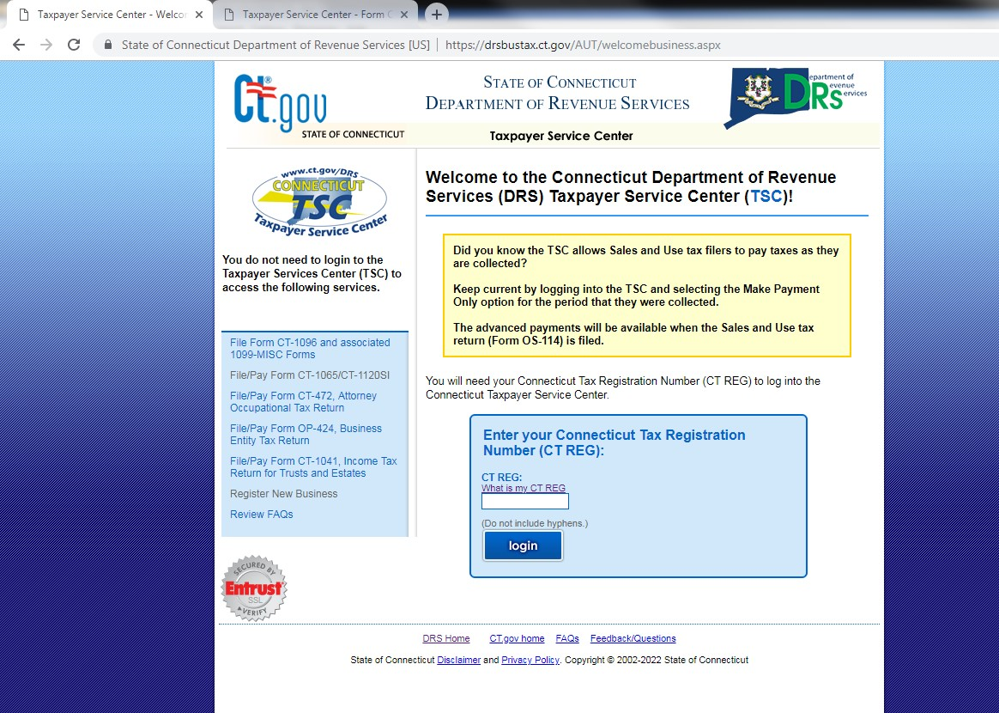 Taxpayer Service Center - Welcor
Taxpayer Service Center - Form C
State of Connecticut Department of Revenue Services [US]
https://drsbustax.ct.gov/AUT/welcomebusiness.aspx
Ct.gov®
STATE OF CONNECTICUT
STATE OF CONNECTICUT
DEPARTMENT OF REVENUE SERVICES
Department of
Revenue
Services
DRS
Taxpayer Service Center
www.ct.gov/DRS
CONNECTICUT
TSC
Taxpayer Service Center
You do not need to login to the
Taxpayer Services Center (TSC) to
access the following services.
File Form CT-1096 and associated
1099-MISC Forms
File/Pay Form CT-1065/CT-1120SI
File/Pay Form CT-472, Attorney
Occupational Tax Return
File/Pay Form OP-424, Business
Entity Tax Return
File/Pay Form CT-1041, Income Tax
Return for Trusts and Estates
Register New Business
Review FAQs
SECURED BY
Entrust
SSL
VERIFY
Welcome to the Connecticut Department of Revenue
Services (DRS) Taxpayer Service Center (TSC)!
Did you know the TSC allows Sales and Use tax filers to pay taxes as they
are collected?
Keep current by logging into the TSC and selecting the Make Payment
Only option for the period that they were collected.
The advanced payments will be available when the Sales and Use tax
return (Form OS-114) is filed.
You will need your Connecticut Tax Registration Number (CT REG) to log into the
Connecticut Taxpayer Service Center.
Enter your Connecticut Tax Registration
Number (CT REG):
CT REG:
What is my CT REG
(Do not include hyphens.)
login
DRS Home CT.gov home FAQs Feedback/Questions
State of Connecticut Disclaimer and Privacy Policy. Copyright © 2002-2022 State of Connecticut